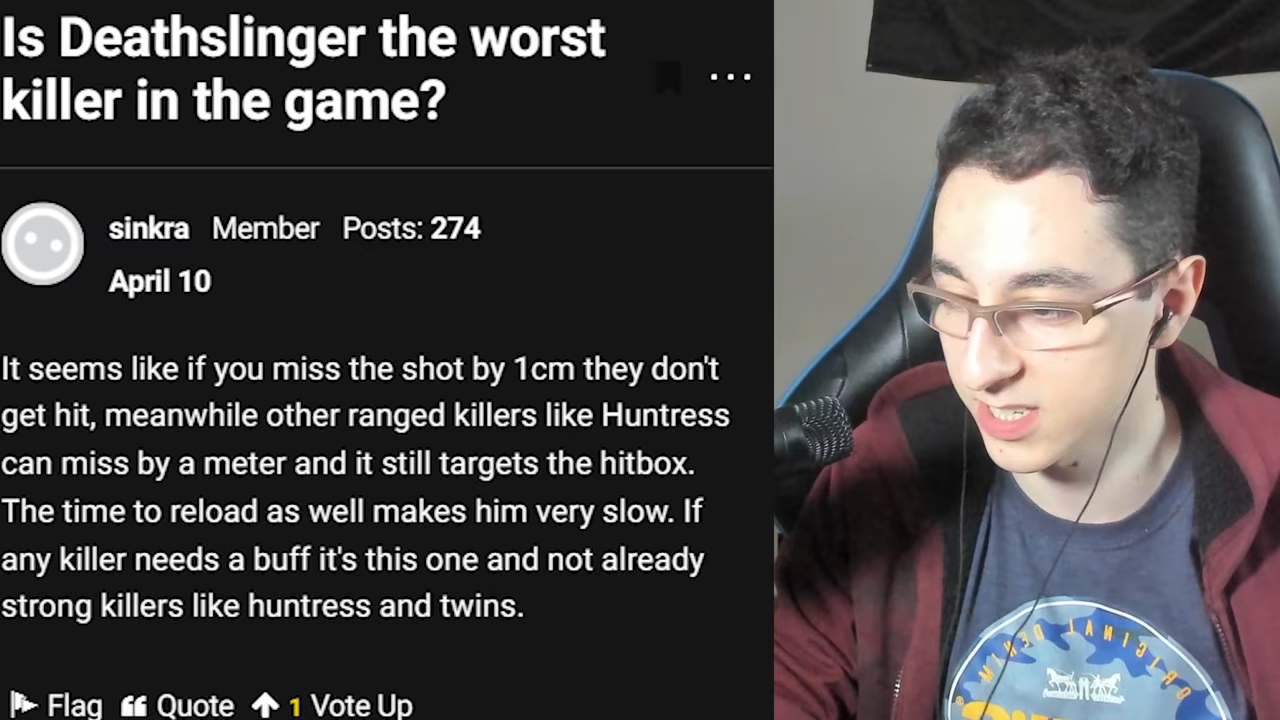 Is Deathslinger the worst
killer in the game?
sinkra Member Posts: 274
April 10
It seems like if you miss the shot by 1cm they don't
get hit, meanwhile other ranged killers like Huntress
can miss by a meter and it still targets the hitbox.
The time to reload as well makes him very slow. If
any killer needs a buff it's this one and not already
strong killers like huntress and twins.
Flag Quote 1 Vote Up
ORIGINAL DENIM